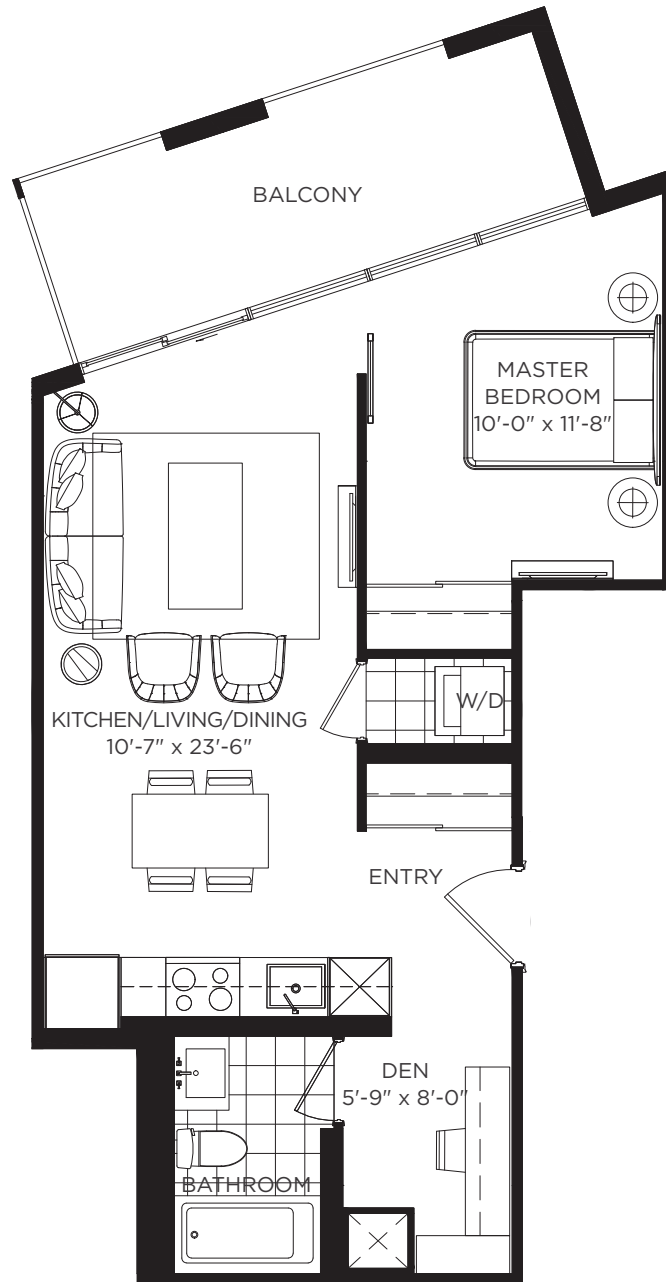 BALCONY
MASTER
BEDROOM
10'-0" x 11'-8"
W/D
KITCHEN/LIVING/DINING
10'-7" x 23'-6"
ENTRY
DEN
5'-9" x 8'-0"
BATHROOM